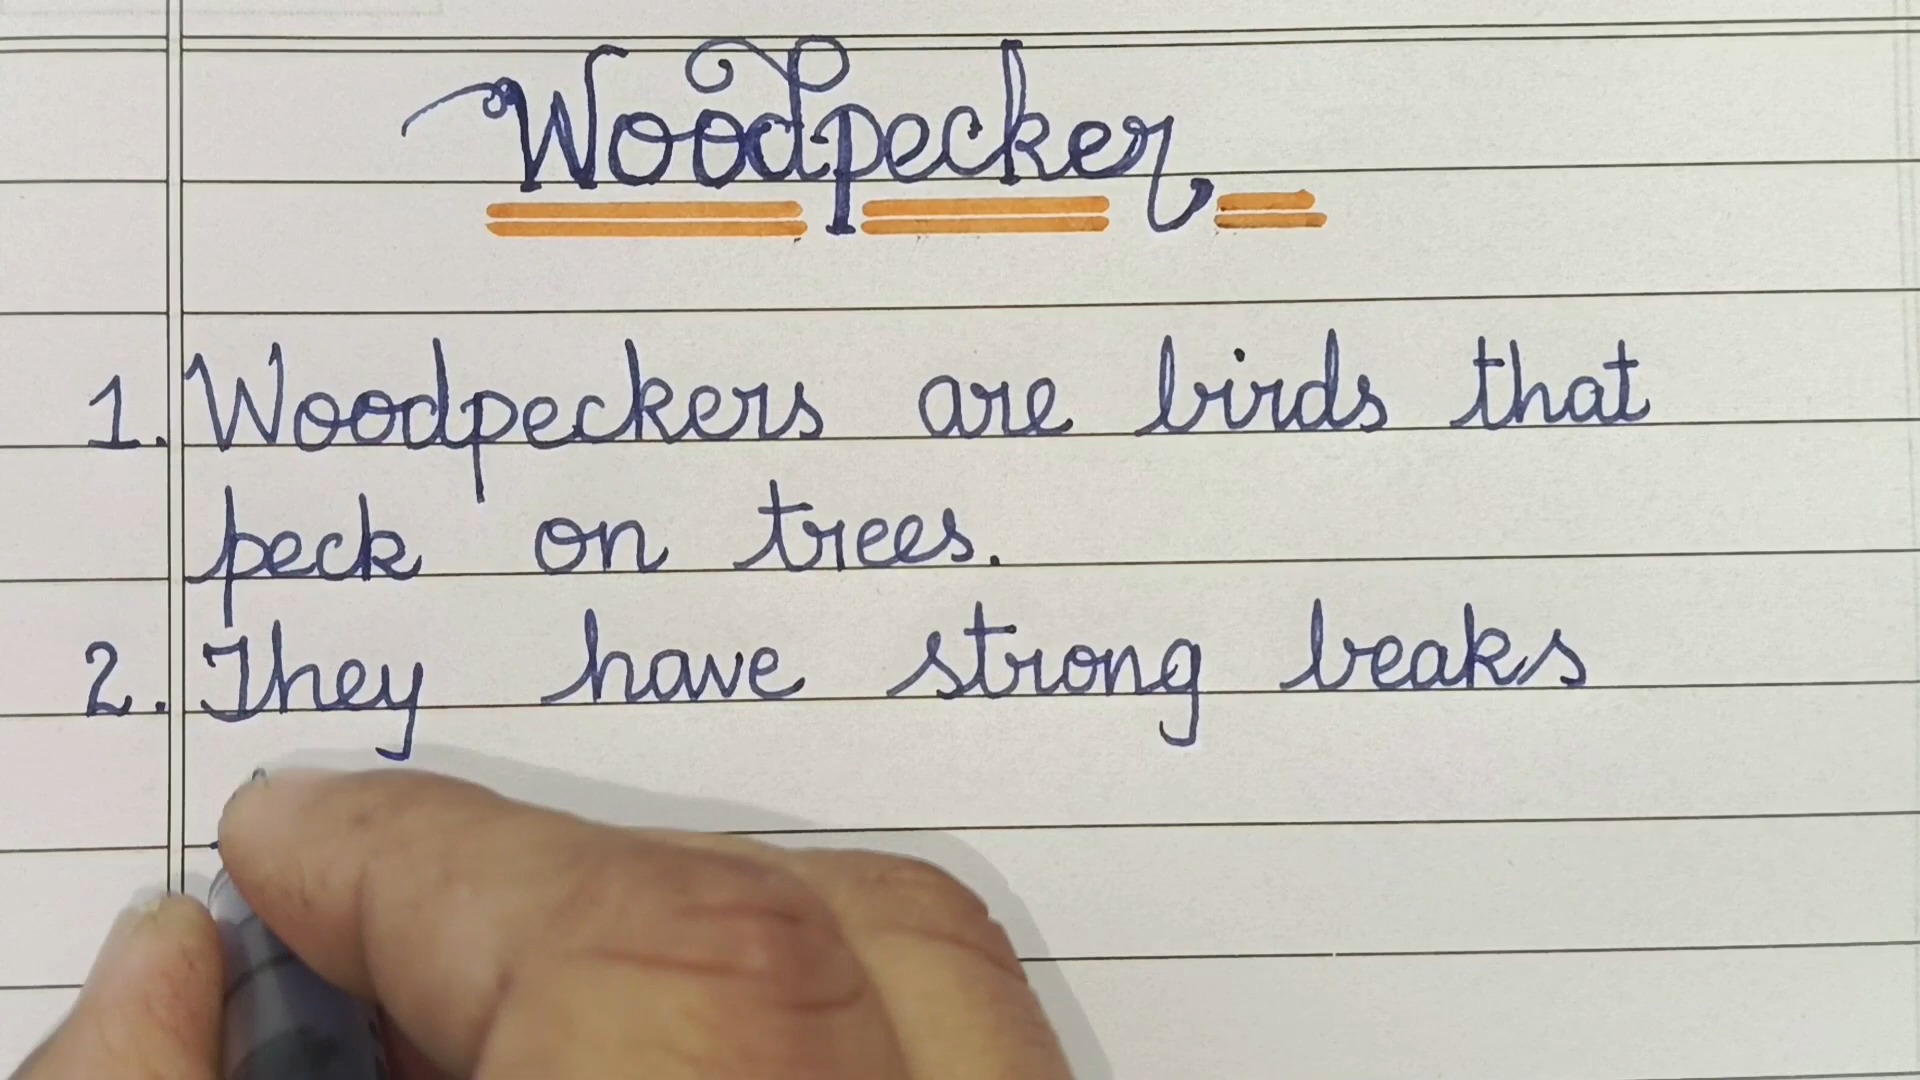 Woodpecker
1. Woodpeckers are birds that
peck on trees.
2. They have strong beaks